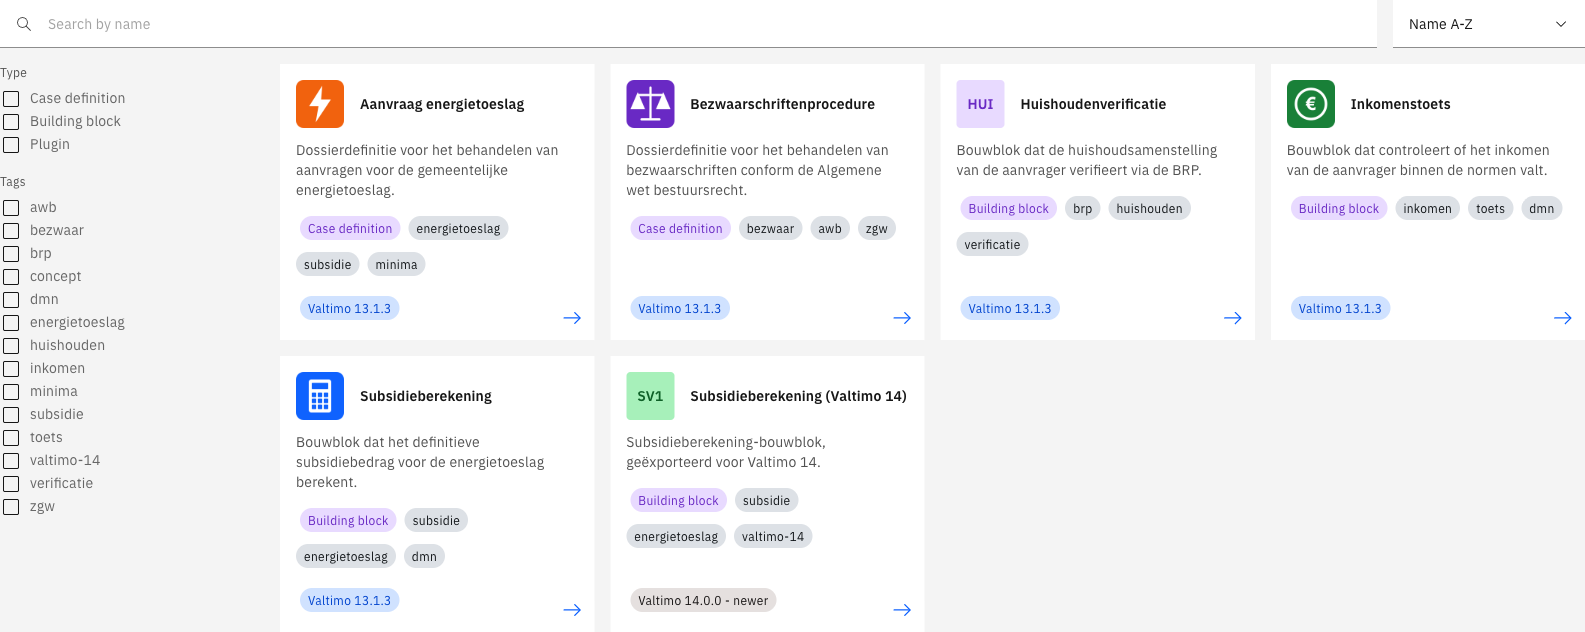 Search by name
Name A-Z
Type
Case definition
Building block
Plugin
Tags
awb
bezwaar
brp
concept
dmn
energietoeslag
huishouden
inkomen
minima
subsidie
toets
valtimo-14
verificatie
zgw
Aanvraag energietoeslag
Dossierdefinitie voor het behandelen van
aanvragen voor de gemeentelijke
energietoeslag.
Case definition energietoeslag
subsidie minima
Valtimo 13.1.3
Bezwaarschriftenprocedure
Dossierdefinitie voor het behandelen van
bezwaarschriften conform de Algemene
wet bestuursrecht.
Case definition bezwaar awb zgw
Valtimo 13.1.3
HUI Huishoudenverificatie
Bouwblok dat de huishoudsamenstelling
van de aanvrager verifieert via de BRP.
Building block brp huishouden
verificatie
Valtimo 13.1.3
€ Inkomenstoets
Bouwblok dat controleert of het inkomen
van de aanvrager binnen de normen valt.
Building block inkomen toets dmn
Valtimo 13.1.3
Subsidieberekening
Bouwblok dat het definitieve
subsidiebedrag voor de energietoeslag
berekent.
Building block subsidie
energietoeslag dmn
Valtimo 13.1.3
SV1 Subsidieberekening (Valtimo 14)
Subsidieberekening-bouwblok,
geëxporteerd voor Valtimo 14.
Building block subsidie
energietoeslag valtimo-14
Valtimo 14.0.0 - newer